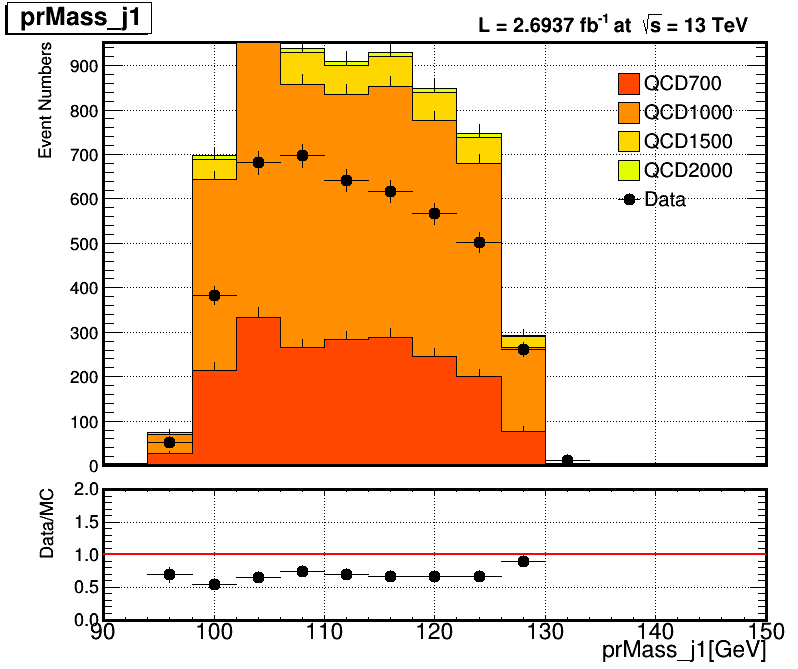 prMass_j1
L = 2.6937 fb-1 at √s = 13 TeV
Event Numbers
900
800
700
600
500
400
300
200
100
0
QCD700
QCD1000
QCD1500
QCD2000
Data
Data/MC
2.0
1.5
1.0
0.5
0.0
90 100 110 120 130 140 150
prMass_j1[GeV]